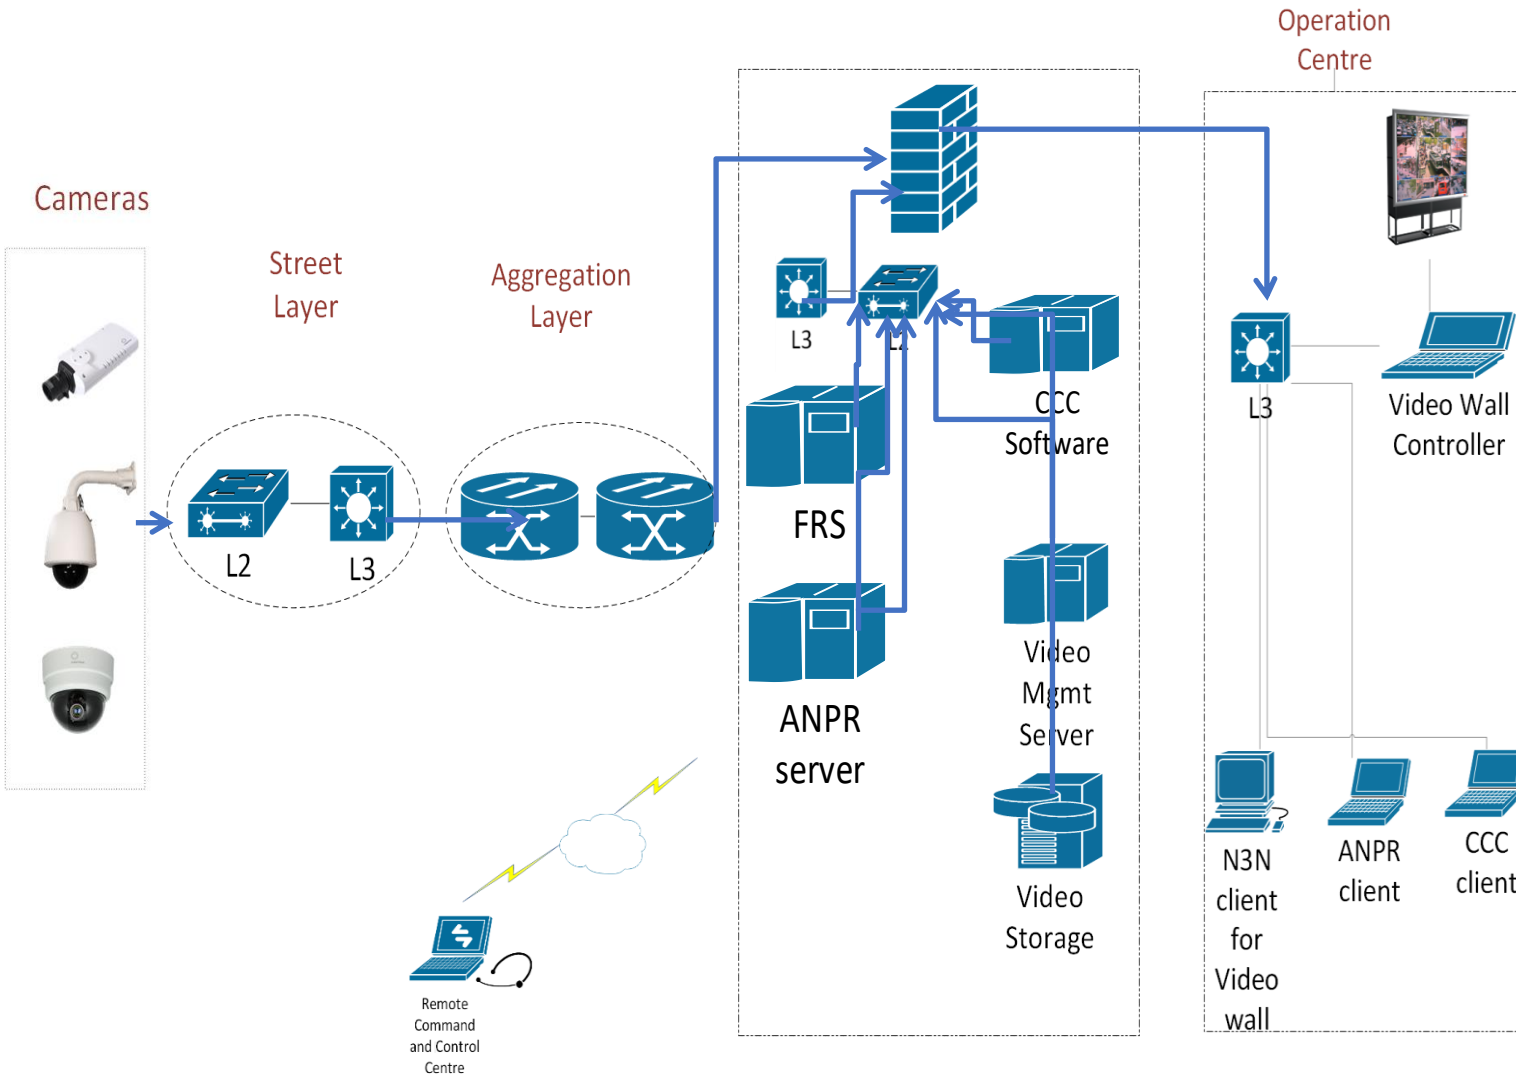 Operation
Centre
Cameras
Street
Layer
Aggregation
Layer
L3
L2
CCC
Software
FRS
L2
L3
L3
Video Wall
Controller
ANPR
server
Video
Mgmt
Server
Video
Storage
N3N
client
for
Video
wall
ANPR
client
CCC
client
Remote
Command
and Control
Centre